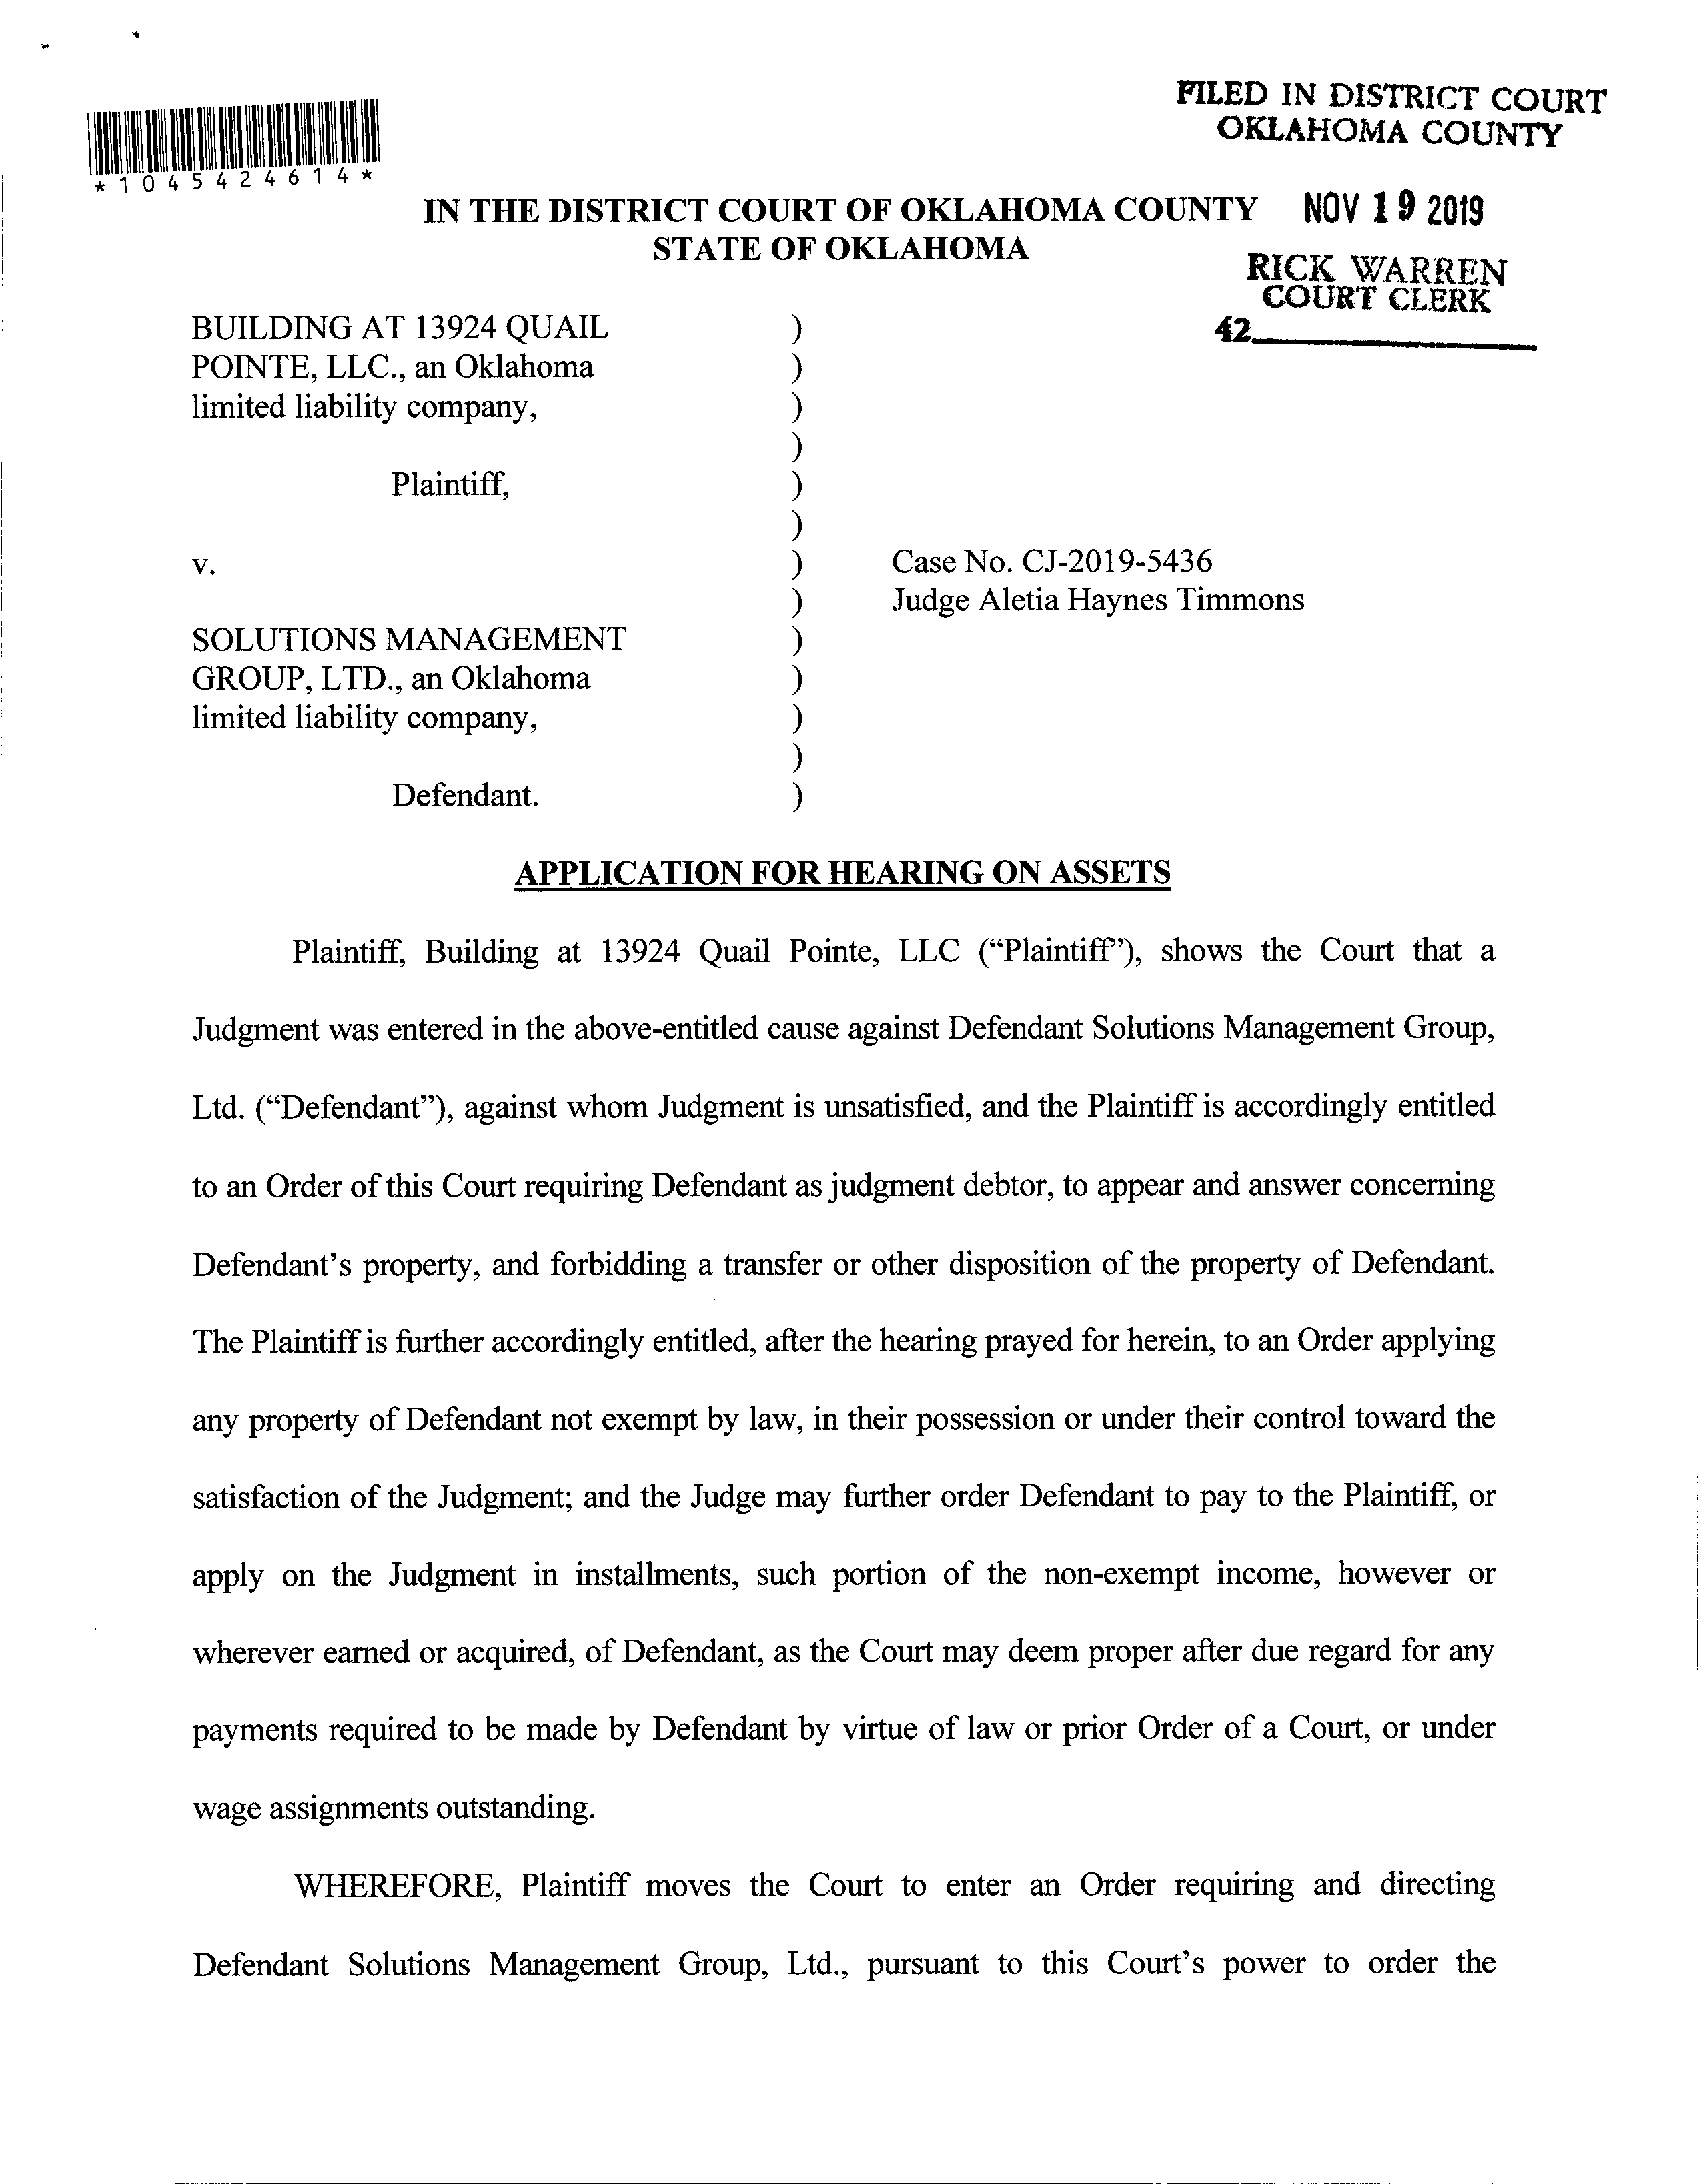 FILED IN DISTRICT COURT
OKLAHOMA COUNTY
*1045424614*
IN THE DISTRICT COURT OF OKLAHOMA COUNTY
NOV 19 2019
STATE OF OKLAHOMA
RICK WARREN
COURT CLERK
42
BUILDING AT 13924 QUAIL )
POINTE, LLC., an Oklahoma )
limited liability company, )
)
Plaintiff, )
)
v. ) Case No. CJ-2019-5436
) Judge Aletia Haynes Timmons
SOLUTIONS MANAGEMENT )
GROUP, LTD., an Oklahoma )
limited liability company, )
)
Defendant. )
APPLICATION FOR HEARING ON ASSETS
Plaintiff, Building at 13924 Quail Pointe, LLC (“Plaintiff”), shows the Court that a
Judgment was entered in the above-entitled cause against Defendant Solutions Management Group,
Ltd. (“Defendant”), against whom Judgment is unsatisfied, and the Plaintiff is accordingly entitled
to an Order of this Court requiring Defendant as judgment debtor, to appear and answer concerning
Defendant’s property, and forbidding a transfer or other disposition of the property of Defendant.
The Plaintiff is further accordingly entitled, after the hearing prayed for herein, to an Order applying
any property of Defendant not exempt by law, in their possession or under their control toward the
satisfaction of the Judgment; and the Judge may further order Defendant to pay to the Plaintiff, or
apply on the Judgment in installments, such portion of the non-exempt income, however or
wherever earned or acquired, of Defendant, as the Court may deem proper after due regard for any
payments required to be made by Defendant by virtue of law or prior Order of a Court, or under
wage assignments outstanding.
WHEREFORE, Plaintiff moves the Court to enter an Order requiring and directing
Defendant Solutions Management Group, Ltd., pursuant to this Court’s power to order the